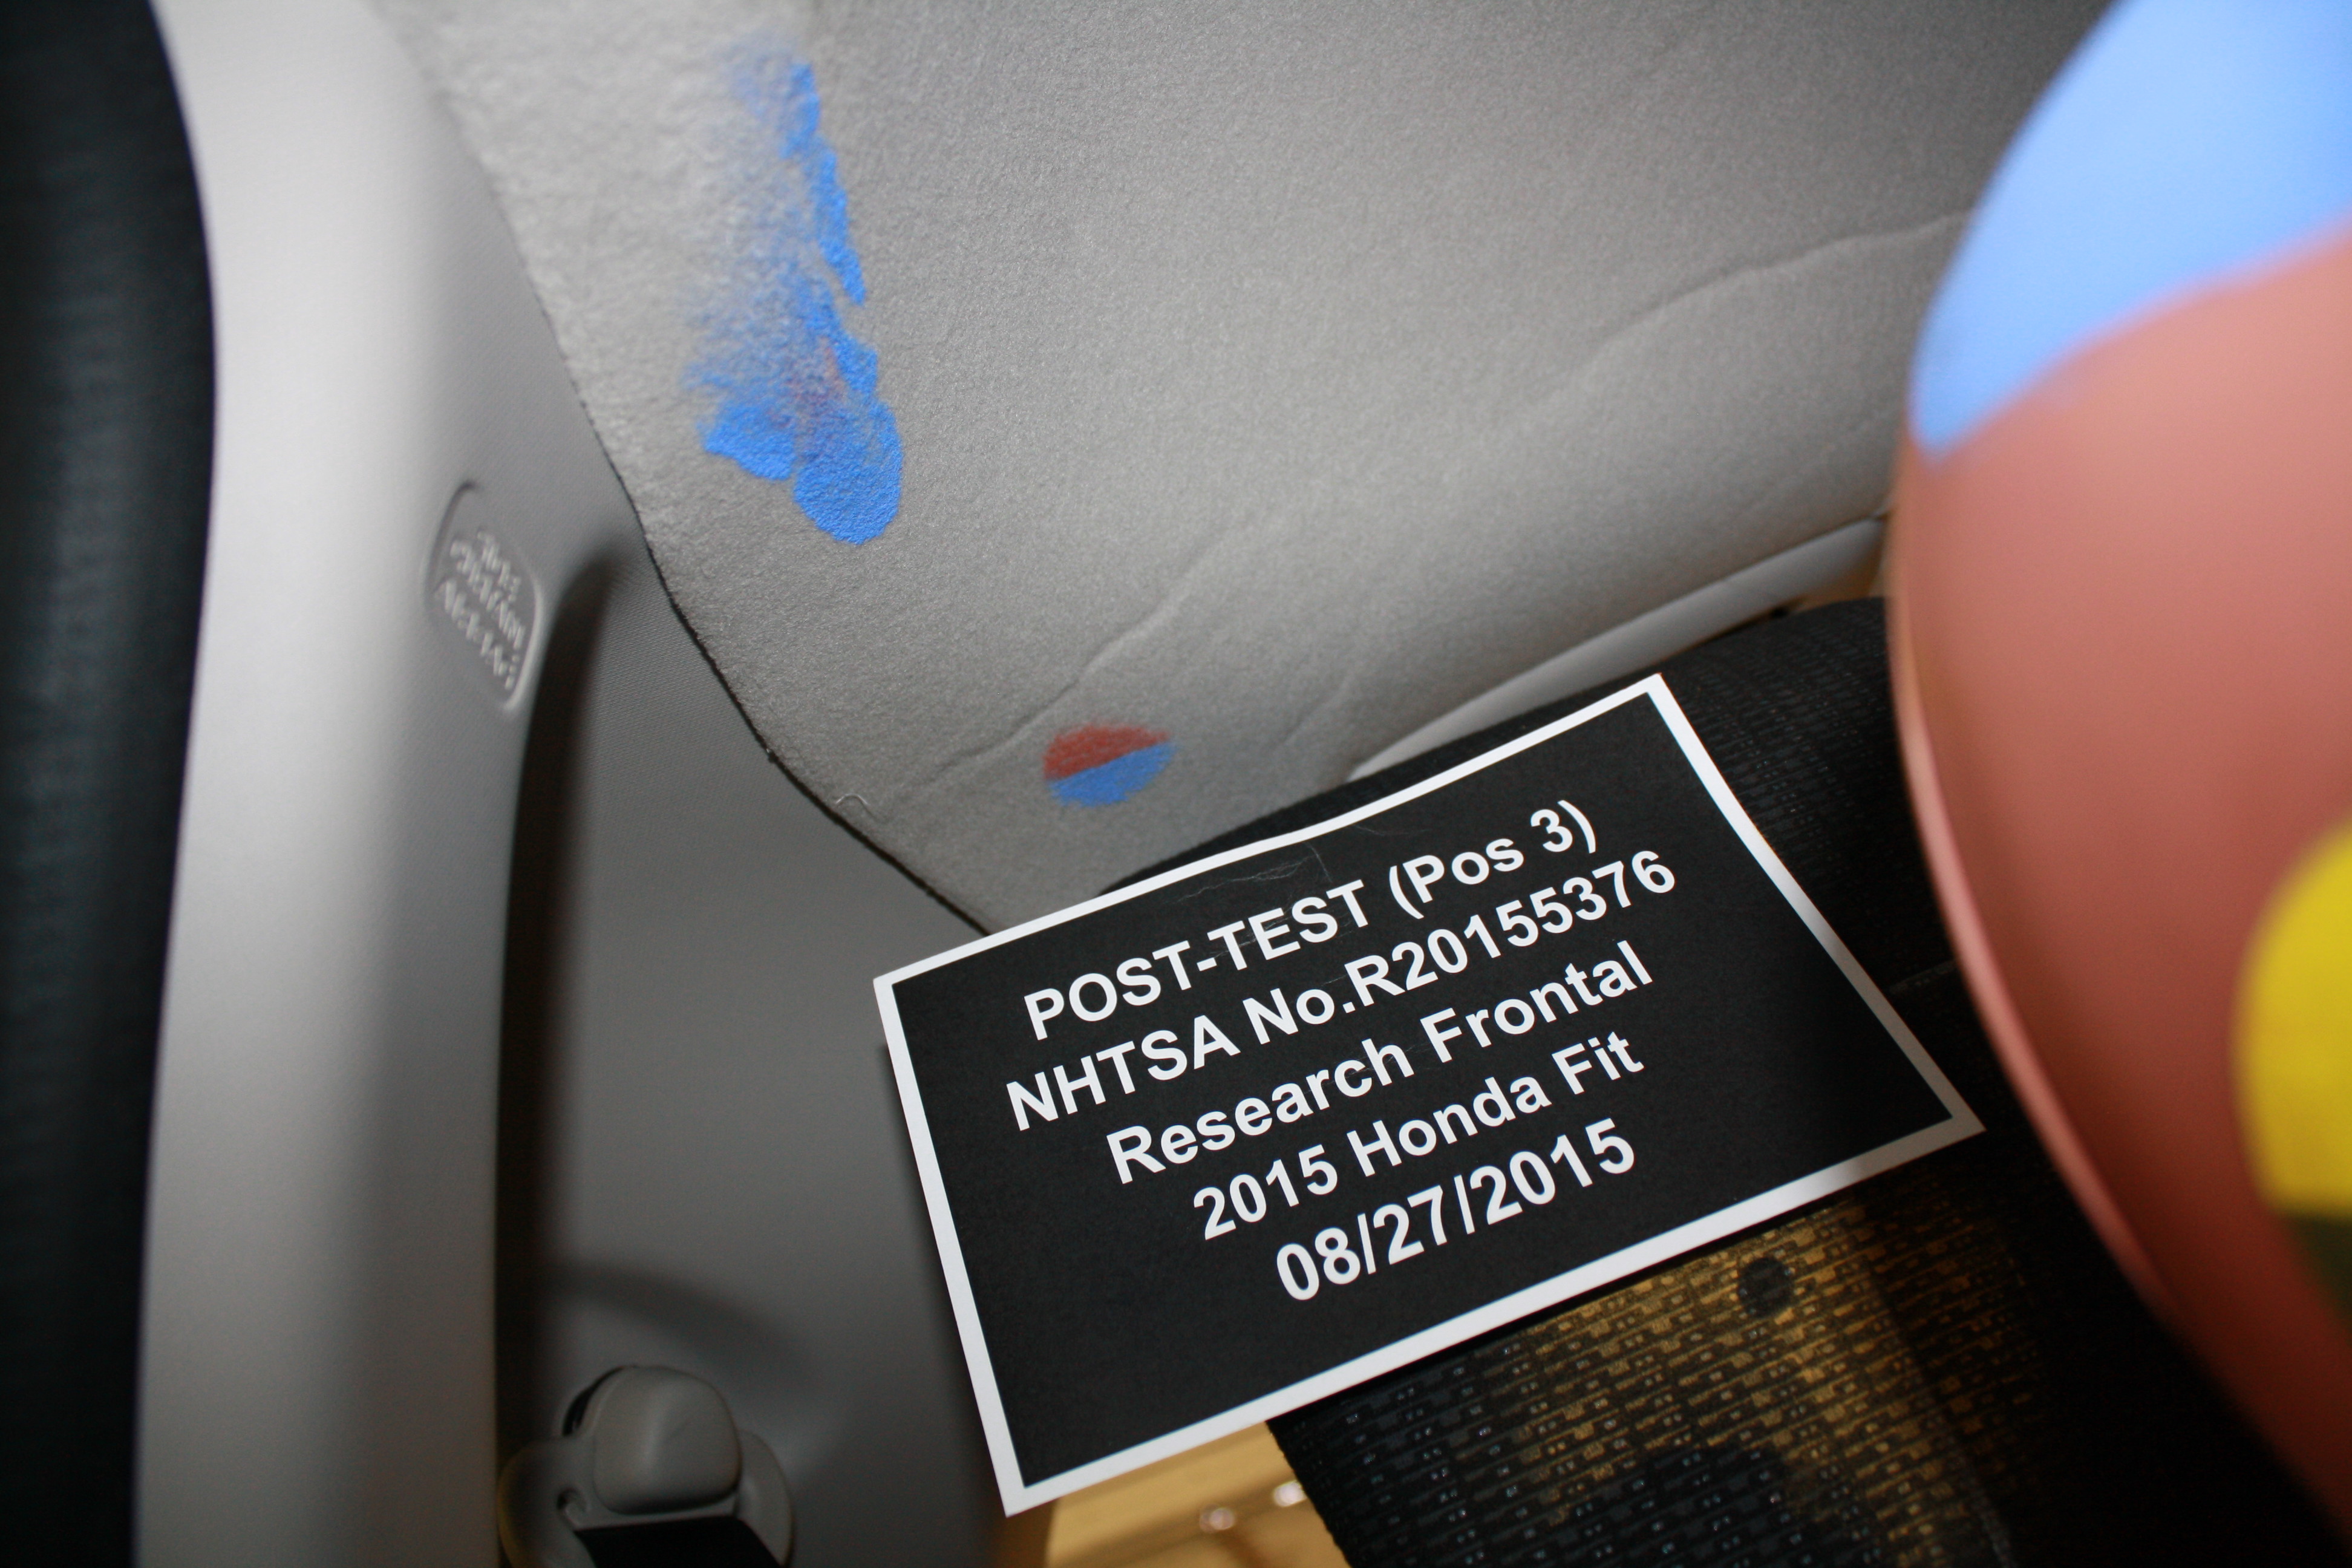 POST-TEST (Pos 3)
NHTSA No.R20155376
Research Frontal
2015 Honda Fit
08/27/2015